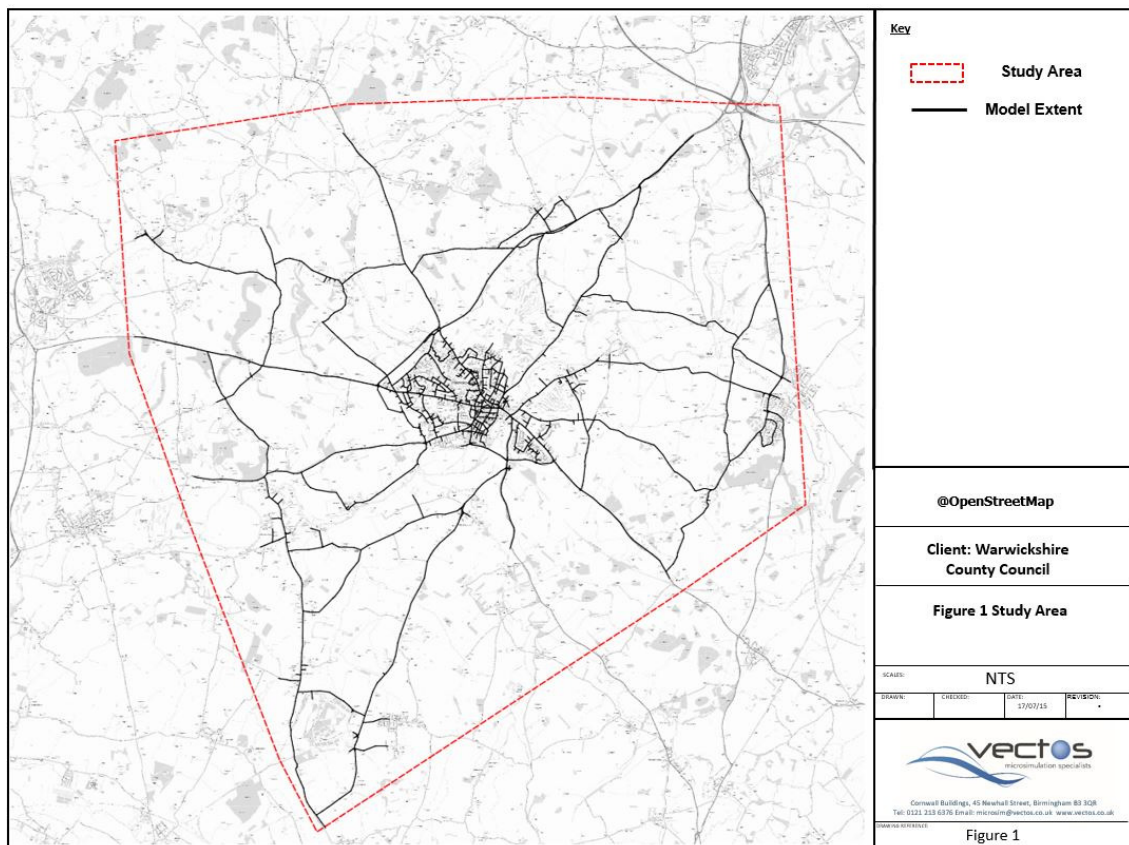 Key
Study Area
Model Extent
@OpenStreetMap
Client: Warwickshire
County Council
Figure 1 Study Area
SCALES:
NTS
DRAWN:
CHECKED:
DATE:
17/07/15
REVISION:
vectos
microsimulation specialists
Cornwall Buildings, 45 Newhall Street, Birmingham B3 3QR
Tel: 0121 213 6376 Email: microsim@vectos.co.uk www.vectos.co.uk
DRAWING REFERENCE:
Figure 1